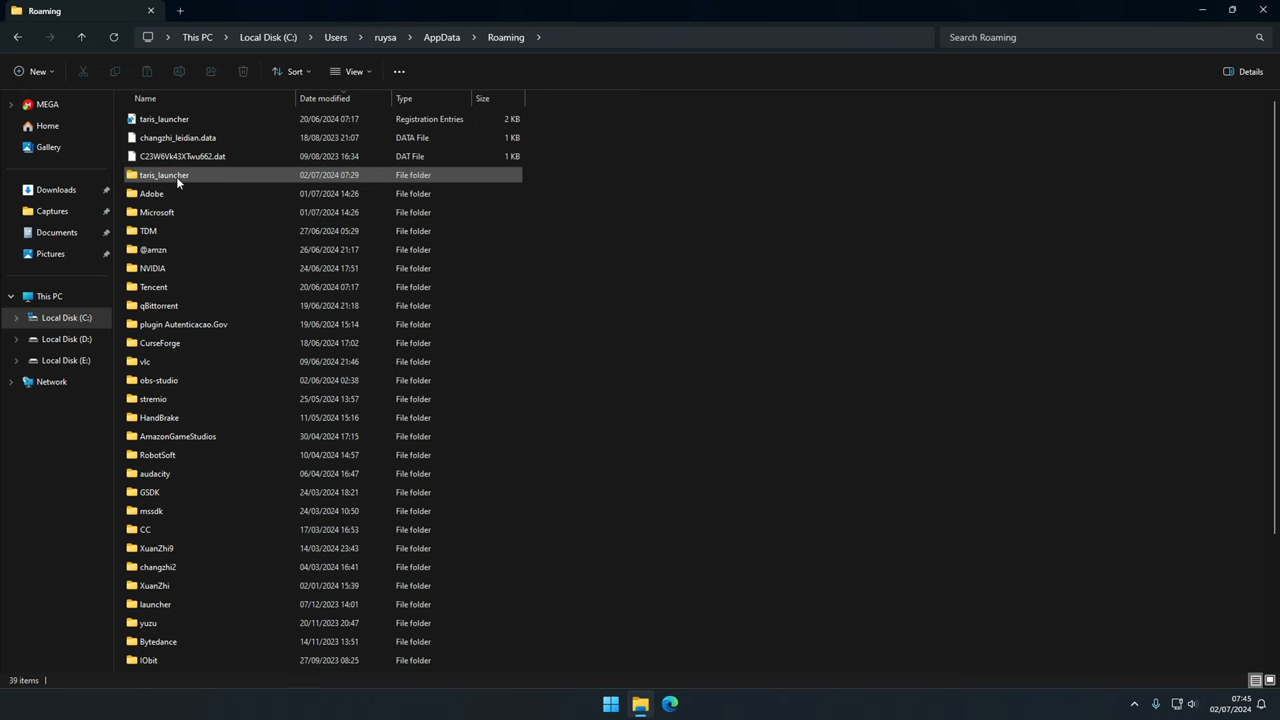 Roaming
This PC Local Disk (C:) Users ruysa AppData Roaming Search Roaming
New Sort View Details
Name Date modified Type Size
MEGA
Home
Gallery
Downloads
Captures
Documents
Pictures
This PC
Local Disk (C:)
Local Disk (D:)
Local Disk (E:)
Network
taris_launcher 20/06/2024 07:17 Registration Entries 2 KB
changzhi_leidian.data 18/08/2023 21:07 DATA File 1 KB
C23W6Vk43XTwu662.dat 09/08/2023 16:34 DAT File 1 KB
taris_launcher 02/07/2024 07:29 File folder
Adobe 01/07/2024 14:26 File folder
Microsoft 01/07/2024 14:26 File folder
TDM 27/06/2024 05:29 File folder
@amzn 26/06/2024 21:17 File folder
NVIDIA 24/06/2024 17:51 File folder
Tencent 20/06/2024 07:17 File folder
qBittorrent 19/06/2024 21:18 File folder
plugin Autenticacao.Gov 19/06/2024 15:14 File folder
CurseForge 18/06/2024 17:02 File folder
vlc 09/06/2024 21:46 File folder
obs-studio 02/06/2024 02:38 File folder
stremio 25/05/2024 13:57 File folder
HandBrake 11/05/2024 15:16 File folder
AmazonGameStudios 30/04/2024 17:15 File folder
RobotSoft 10/04/2024 14:57 File folder
audacity 06/04/2024 16:47 File folder
GSDK 24/03/2024 18:21 File folder
mssdk 24/03/2024 10:50 File folder
CC 17/03/2024 16:53 File folder
XuanZhi9 14/03/2024 23:43 File folder
changzhi2 04/03/2024 16:41 File folder
XuanZhi 02/01/2024 15:39 File folder
launcher 07/12/2023 14:01 File folder
yuzu 20/11/2023 20:47 File folder
Bytedance 14/11/2023 13:51 File folder
IObit 27/09/2023 08:25 File folder
39 items
07:45
02/07/2024